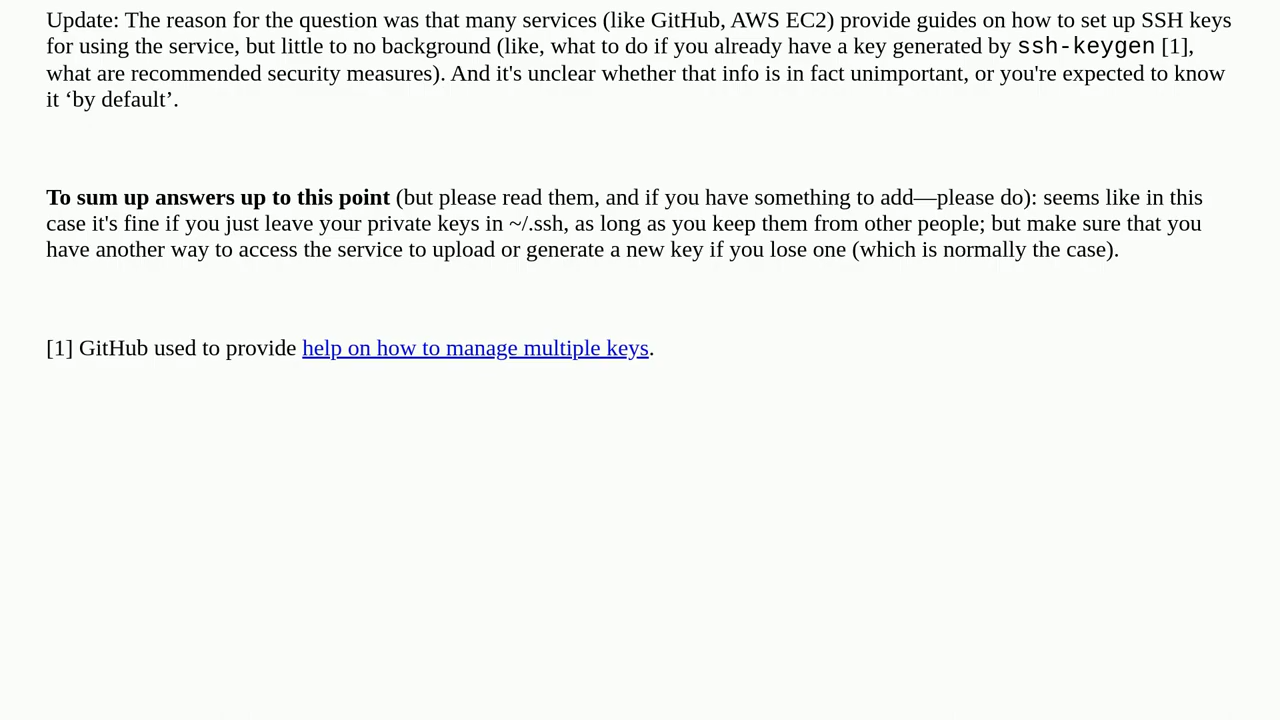 Update: The reason for the question was that many services (like GitHub, AWS EC2) provide guides on how to set up SSH keys
for using the service, but little to no background (like, what to do if you already have a key generated by ssh-keygen [1],
what are recommended security measures). And it's unclear whether that info is in fact unimportant, or you're expected to know
it ‘by default’.
To sum up answers up to this point (but please read them, and if you have something to add—please do): seems like in this
case it's fine if you just leave your private keys in ~/.ssh, as long as you keep them from other people; but make sure that you
have another way to access the service to upload or generate a new key if you lose one (which is normally the case).
[1] GitHub used to provide help on how to manage multiple keys.